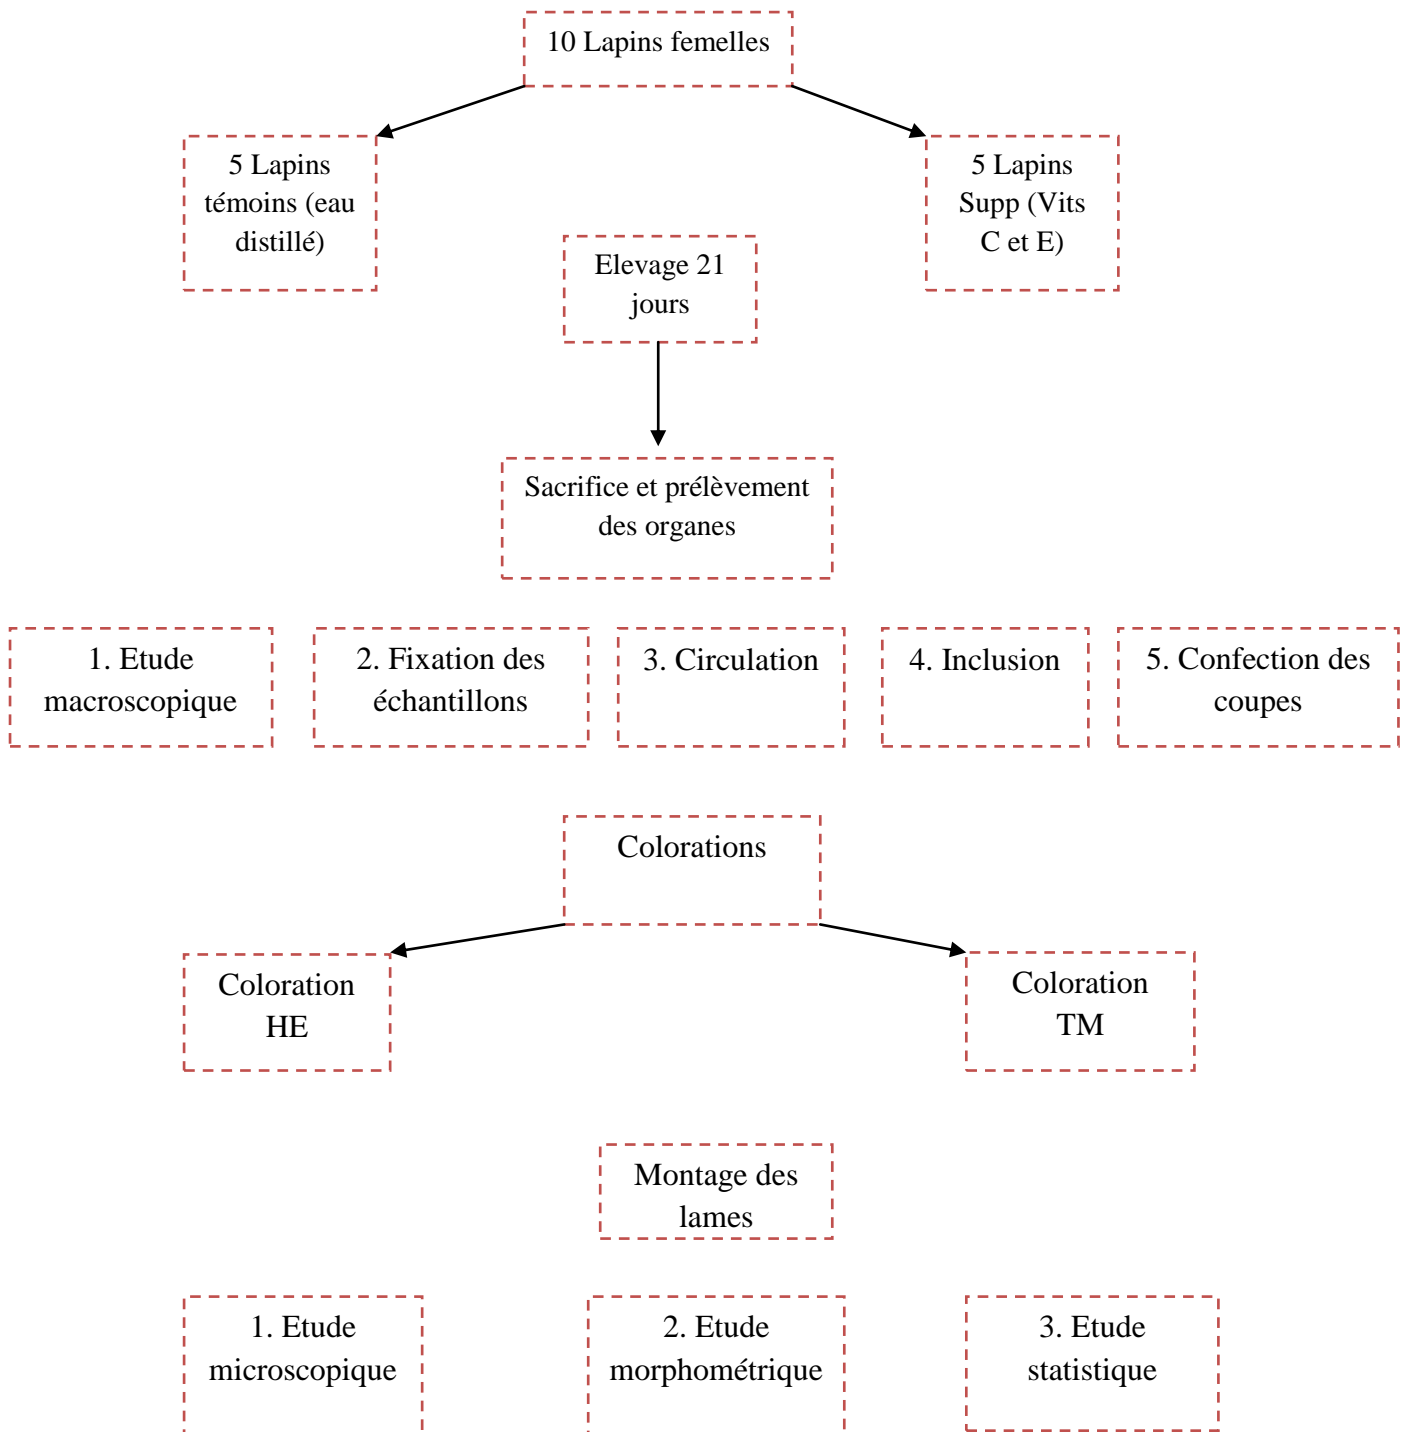 10 Lapins femelles
5 Lapins
témoins (eau
distillé)
5 Lapins
Supp (Vits
C et E)
Elevage 21
jours
Sacrifice et prélèvement
des organes
1. Etude
macroscopique
2. Fixation des
échantillons
3. Circulation
4. Inclusion
5. Confection des
coupes
Colorations
Coloration
HE
Coloration
TM
Montage des
lames
1. Etude
microscopique
2. Etude
morphométrique
3. Etude
statistique